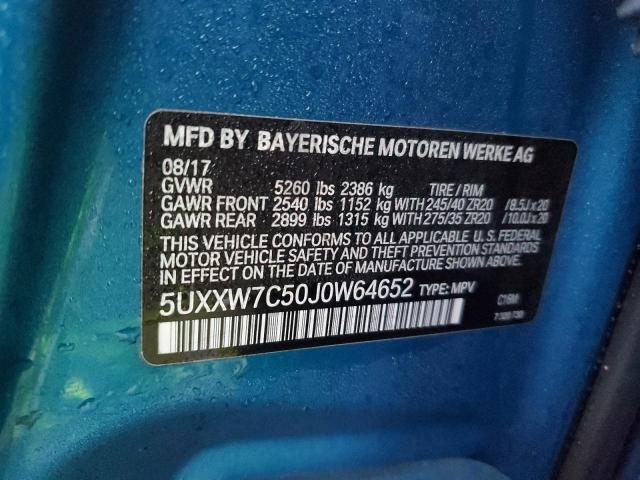 MFD BY BAYERISCHE MOTOREN WERKE AG
08/17
GVWR 5260 lbs 2386 kg TIRE / RIM
GAWR FRONT 2540 lbs 1152 kg WITH 245/40 ZR20 / 8.5J x 20
GAWR REAR 2899 lbs 1315 kg WITH 275/35 ZR20 / 10.0J x 20
THIS VEHICLE CONFORMS TO ALL APPLICABLE U.S. FEDERAL
MOTOR VEHICLE SAFETY AND THEFT PREVENTION STANDARDS
IN EFFECT ON THE DATE OF MANUFACTURE SHOWN ABOVE.
5UXXW7C50J0W64652 TYPE: MPV
C16M